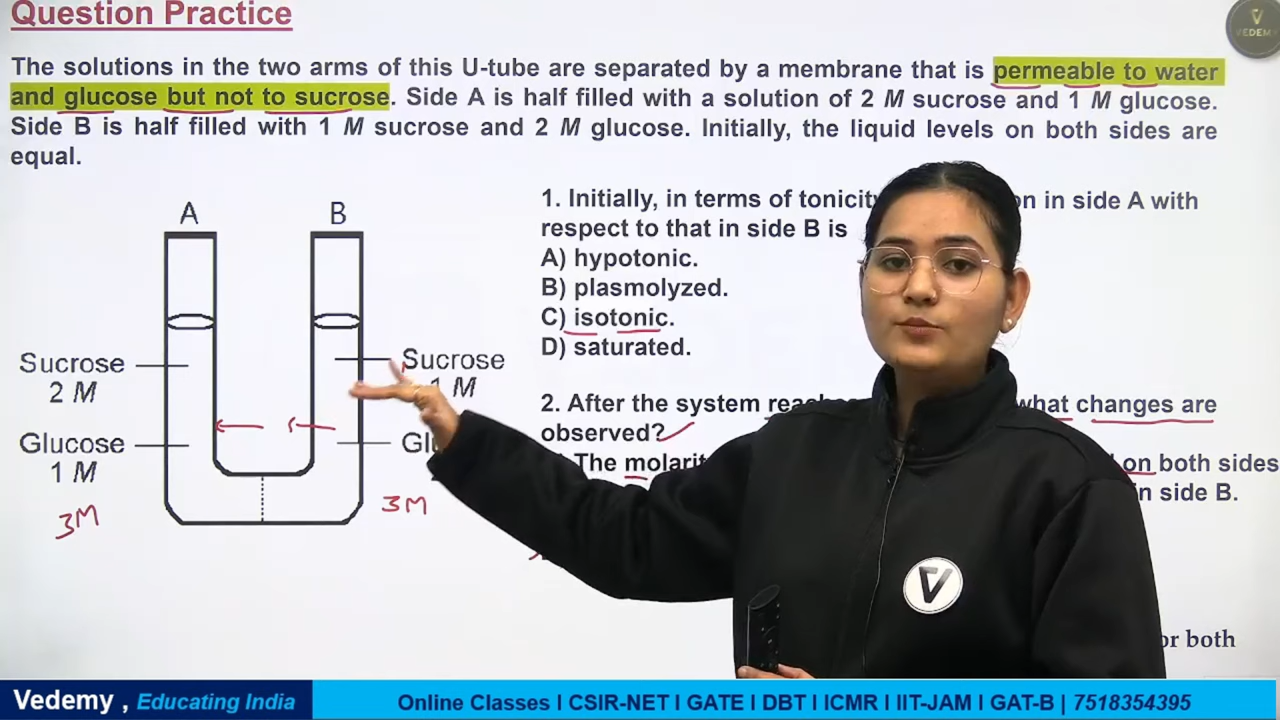 Question Practice
VEDEMY
The solutions in the two arms of this U-tube are separated by a membrane that is permeable to water
and glucose but not to sucrose. Side A is half filled with a solution of 2 M sucrose and 1 M glucose.
Side B is half filled with 1 M sucrose and 2 M glucose. Initially, the liquid levels on both sides are
equal.
A
B
Sucrose
2 M
Glucose
1 M
3M
Sucrose
1 M
3M
1. Initially, in terms of tonicity on in side A with
respect to that in side B is
A) hypotonic.
B) plasmolyzed.
C) isotonic.
D) saturated.
2. After the system what changes are
observed?
The on both sides
in side B.
or both
Vedemy , Educating India
Online Classes I CSIR-NET I GATE I DBT I ICMR I IIT-JAM I GAT-B | 7518354395